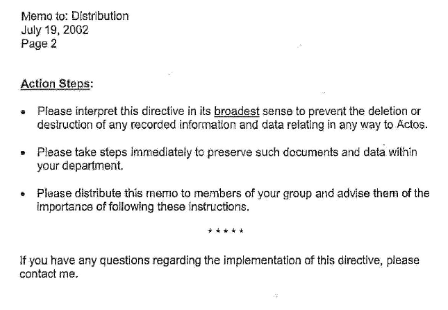 Memo to: Distribution
July 19, 2002
Page 2
Action Steps:
• Please interpret this directive in its broadest sense to prevent the deletion or
destruction of any recorded information and data relating in any way to Actos.
• Please take steps immediately to preserve such documents and data within
your department.
• Please distribute this memo to members of your group and advise them of the
importance of following these instructions.
* * * * *
If you have any questions regarding the implementation of this directive, please
contact me.